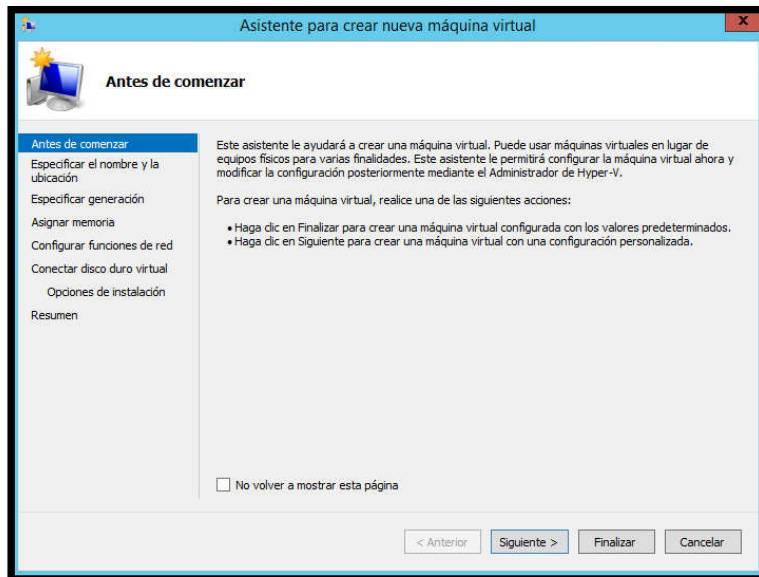 Asistente para crear nueva máquina virtual
x
Antes de comenzar
Antes de comenzar
Especificar el nombre y la
ubicación
Especificar generación
Asignar memoria
Configurar funciones de red
Conectar disco duro virtual
Opciones de instalación
Resumen
Este asistente le ayudará a crear una máquina virtual. Puede usar máquinas virtuales en lugar de
equipos físicos para varias finalidades. Este asistente le permitirá configurar la máquina virtual ahora y
modificar la configuración posteriormente mediante el Administrador de Hyper-V.
Para crear una máquina virtual, realice una de las siguientes acciones:
• Haga clic en Finalizar para crear una máquina virtual configurada con los valores predeterminados.
• Haga clic en Siguiente para crear una máquina virtual con una configuración personalizada.
No volver a mostrar esta página
< Anterior Siguiente > Finalizar Cancelar